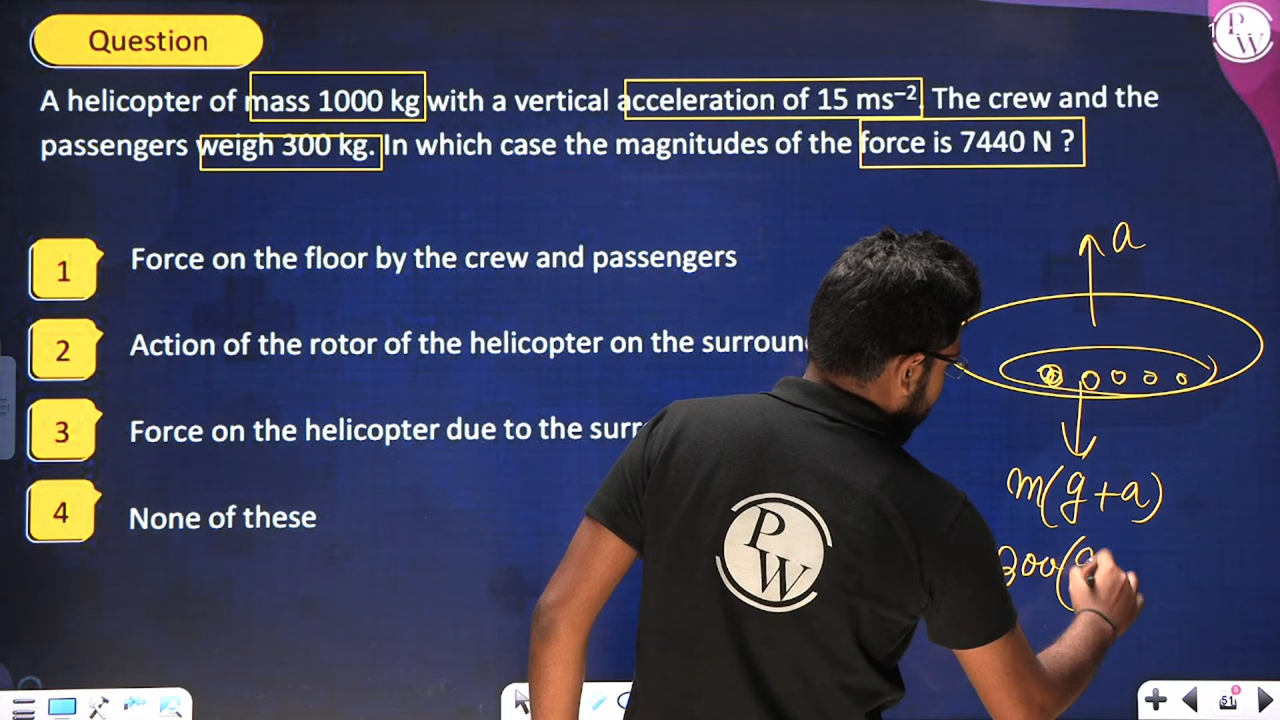 Question
A helicopter of mass 1000 kg with a vertical acceleration of 15 ms⁻². The crew and the
passengers weigh 300 kg. In which case the magnitudes of the force is 7440 N ?
1 Force on the floor by the crew and passengers
2 Action of the rotor of the helicopter on the
3 Force on the helicopter due to the
4 None of these
a
m(g+a)
300(
PW
PW
51